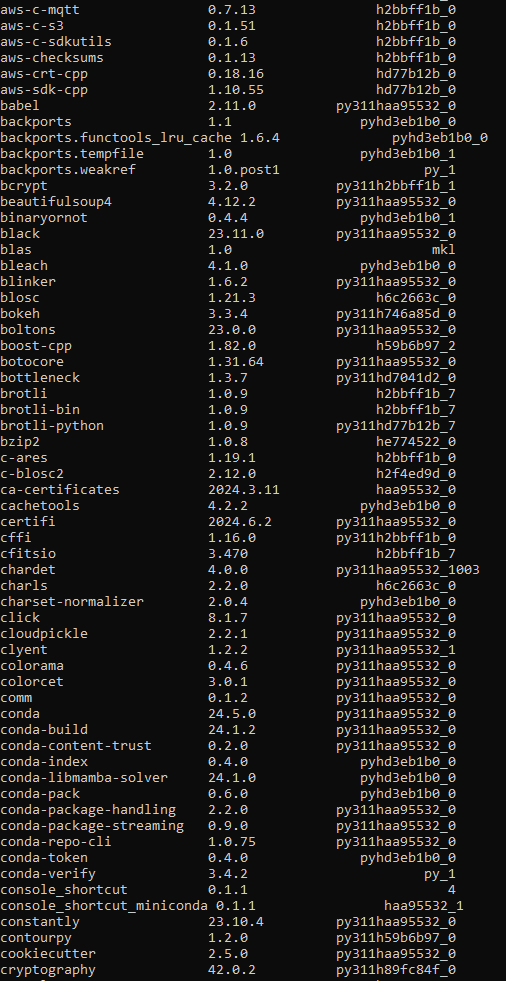 aws-c-mqtt 0.7.13 h2bbff1b_0
aws-c-s3 0.1.51 h2bbff1b_0
aws-c-sdkutils 0.1.6 h2bbff1b_0
aws-checksums 0.1.13 h2bbff1b_0
aws-crt-cpp 0.18.16 hd77b12b_0
aws-sdk-cpp 1.10.55 hd77b12b_0
babel 2.11.0 py311haa95532_0
backports 1.1 pyhd3eb1b0_0
backports.functools_lru_cache 1.6.4 pyhd3eb1b0_0
backports.tempfile 1.0 pyhd3eb1b0_1
backports.weakref 1.0.post1 py_1
bcrypt 3.2.0 py311h2bbff1b_1
beautifulsoup4 4.12.2 py311haa95532_0
binaryornot 0.4.4 pyhd3eb1b0_1
black 23.11.0 py311haa95532_0
blas 1.0 mkl
bleach 4.1.0 pyhd3eb1b0_0
blinker 1.6.2 py311haa95532_0
blosc 1.21.3 h6c2663c_0
bokeh 3.3.4 py311h746a85d_0
boltons 23.0.0 py311haa95532_0
boost-cpp 1.82.0 h59b6b97_2
botocore 1.31.64 py311haa95532_0
bottleneck 1.3.7 py311hd7041d2_0
brotli 1.0.9 h2bbff1b_7
brotli-bin 1.0.9 h2bbff1b_7
brotli-python 1.0.9 py311hd77b12b_7
bzip2 1.0.8 he774522_0
c-ares 1.19.1 h2bbff1b_0
c-blosc2 2.12.0 h2f4ed9d_0
ca-certificates 2024.3.11 haa95532_0
cachetools 4.2.2 pyhd3eb1b0_0
certifi 2024.6.2 py311haa95532_0
cffi 1.16.0 py311h2bbff1b_0
cfitsio 3.470 h2bbff1b_7
chardet 4.0.0 py311haa95532_1003
charls 2.2.0 h6c2663c_0
charset-normalizer 2.0.4 pyhd3eb1b0_0
click 8.1.7 py311haa95532_0
cloudpickle 2.2.1 py311haa95532_0
clyent 1.2.2 py311haa95532_1
colorama 0.4.6 py311haa95532_0
colorcet 3.0.1 py311haa95532_0
comm 0.1.2 py311haa95532_0
conda 24.5.0 py311haa95532_0
conda-build 24.1.2 py311haa95532_0
conda-content-trust 0.2.0 py311haa95532_0
conda-index 0.4.0 pyhd3eb1b0_0
conda-libmamba-solver 24.1.0 pyhd3eb1b0_0
conda-pack 0.6.0 pyhd3eb1b0_0
conda-package-handling 2.2.0 py311haa95532_0
conda-package-streaming 0.9.0 py311haa95532_0
conda-repo-cli 1.0.75 py311haa95532_0
conda-token 0.4.0 pyhd3eb1b0_0
conda-verify 3.4.2 py_1
console_shortcut 0.1.1 4
console_shortcut_miniconda 0.1.1 haa95532_1
constantly 23.10.4 py311haa95532_0
contourpy 1.2.0 py311h59b6b97_0
cookiecutter 2.5.0 py311haa95532_0
cryptography 42.0.2 py311h89fc84f_0